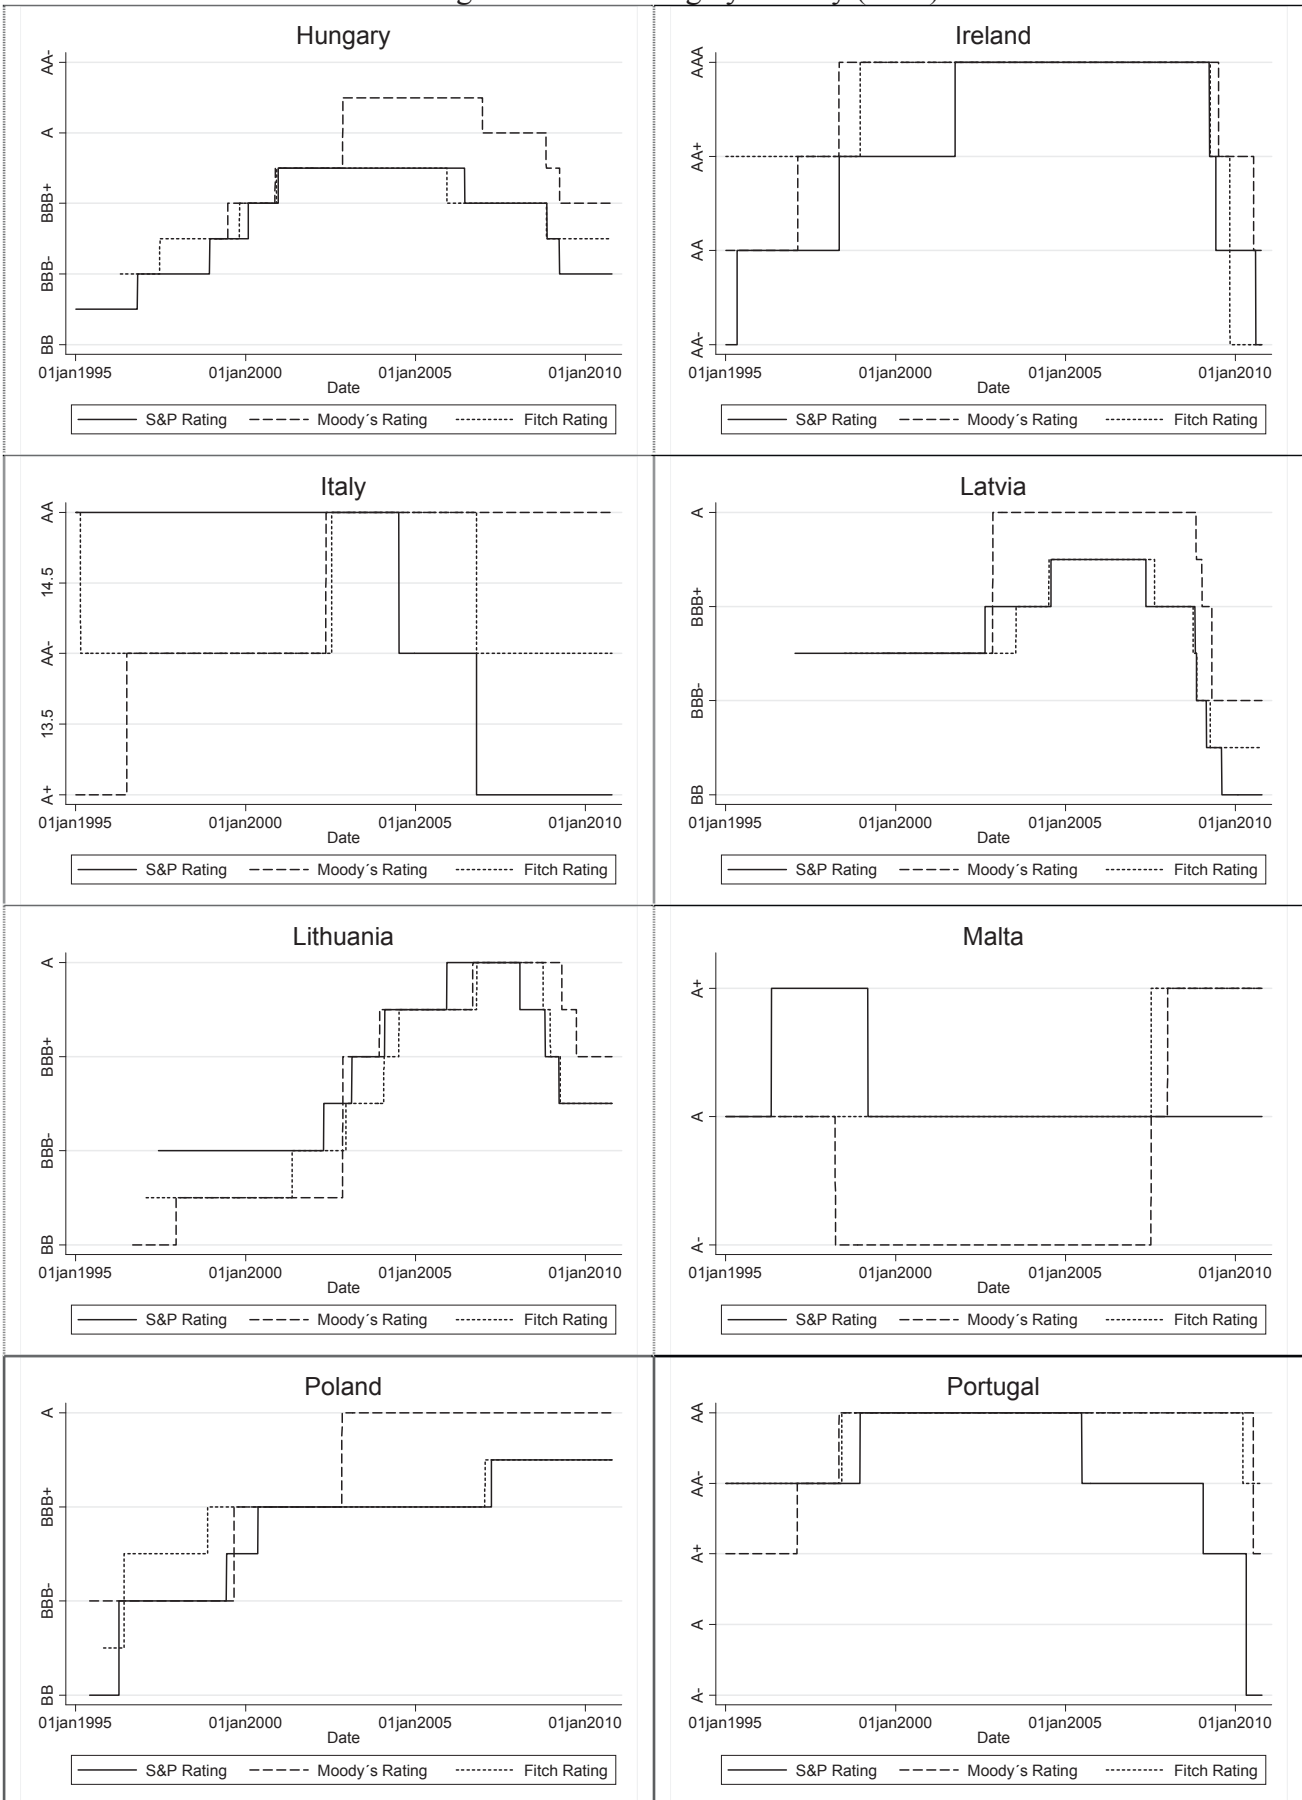 Hungary
AA-
A
BBB+
BBB-
BB
01jan1995 01jan2000 01jan2005 01jan2010
Date
S&P Rating Moody´s Rating Fitch Rating
Ireland
AAA
AA+
AA
AA-
01jan1995 01jan2000 01jan2005 01jan2010
Date
S&P Rating Moody´s Rating Fitch Rating
Italy
AA
14.5
AA-
13.5
A+
01jan1995 01jan2000 01jan2005 01jan2010
Date
S&P Rating Moody´s Rating Fitch Rating
Latvia
A
BBB+
BBB-
BB
01jan1995 01jan2000 01jan2005 01jan2010
Date
S&P Rating Moody´s Rating Fitch Rating
Lithuania
A
BBB+
BBB-
BB
01jan1995 01jan2000 01jan2005 01jan2010
Date
S&P Rating Moody´s Rating Fitch Rating
Malta
A+
A
A-
01jan1995 01jan2000 01jan2005 01jan2010
Date
S&P Rating Moody´s Rating Fitch Rating
Poland
A
BBB+
BBB-
BB
01jan1995 01jan2000 01jan2005 01jan2010
Date
S&P Rating Moody´s Rating Fitch Rating
Portugal
AA
AA-
A+
A
A-
01jan1995 01jan2000 01jan2005 01jan2010
Date
S&P Rating Moody´s Rating Fitch Rating